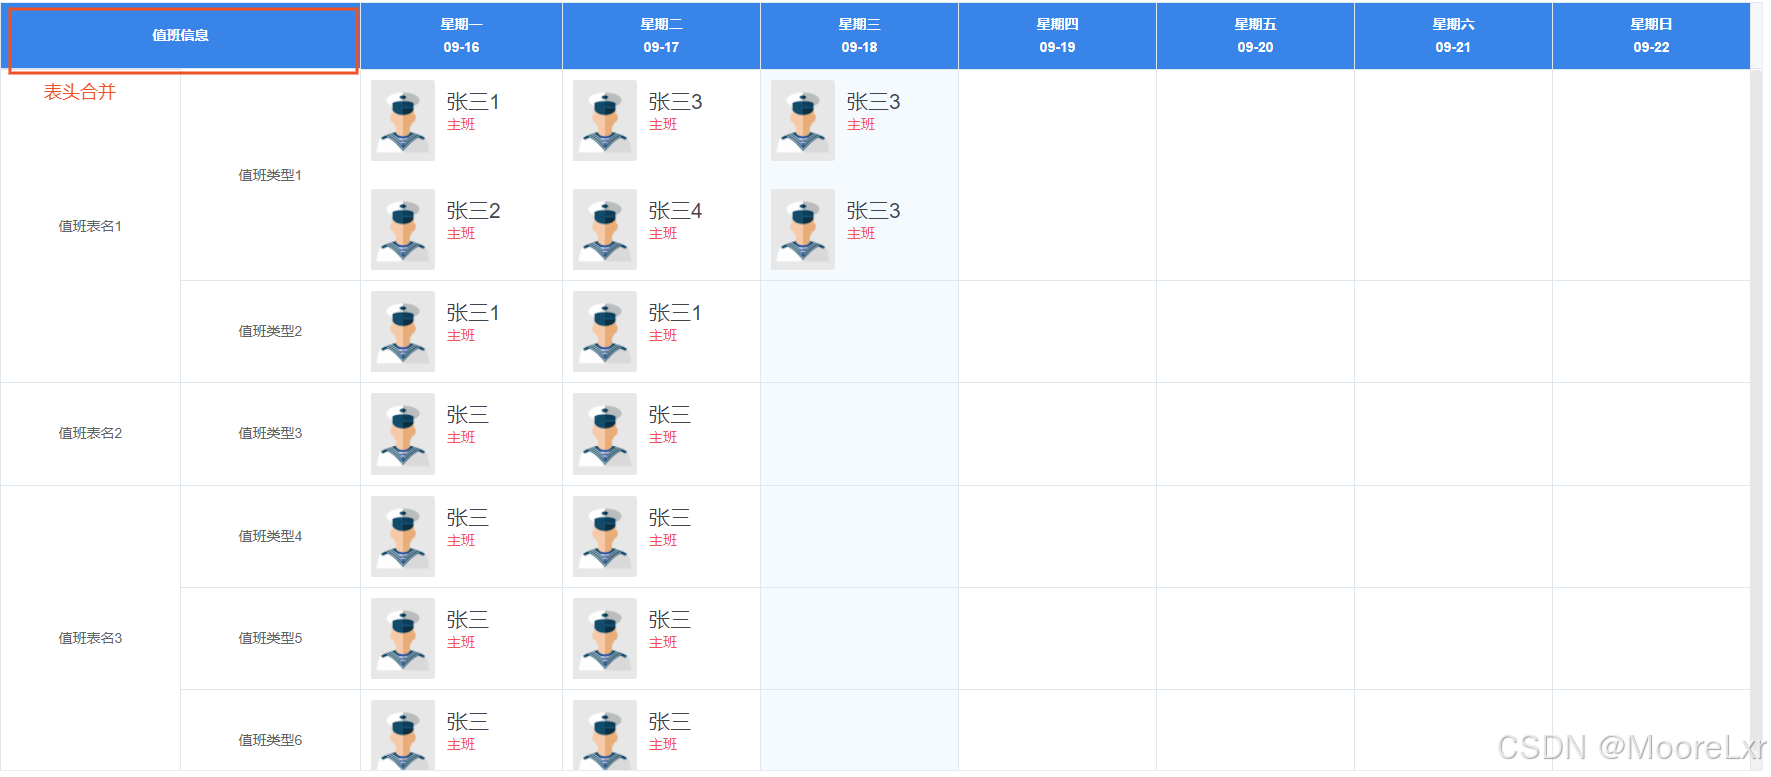 值班信息
星期一
09-16
星期二
09-17
星期三
09-18
星期四
09-19
星期五
09-20
星期六
09-21
星期日
09-22
表头合并
值班表名1
值班类型1
张三1
主班
张三3
主班
张三3
主班
张三2
主班
张三4
主班
张三3
主班
值班类型2
张三1
主班
张三1
主班
值班表名2
值班类型3
张三
主班
张三
主班
值班表名3
值班类型4
张三
主班
张三
主班
值班类型5
张三
主班
张三
主班
值班类型6
张三
主班
张三
主班
CSDN @MooreLxr